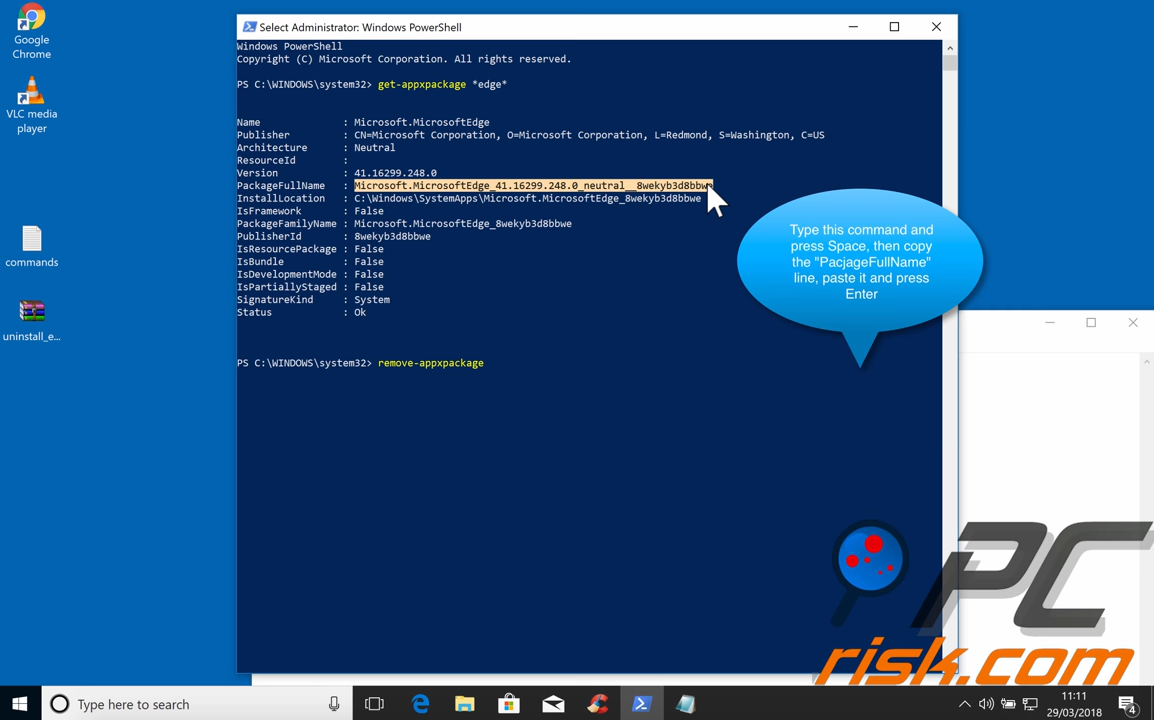 Google
Chrome
VLC media
player
commands
uninstall_e...
Select Administrator: Windows PowerShell
Windows PowerShell
Copyright (C) Microsoft Corporation. All rights reserved.
PS C:\WINDOWS\system32> get-appxpackage *edge*
Name : Microsoft.MicrosoftEdge
Publisher : CN=Microsoft Corporation, O=Microsoft Corporation, L=Redmond, S=Washington, C=US
Architecture : Neutral
ResourceId :
Version : 41.16299.248.0
PackageFullName : Microsoft.MicrosoftEdge_41.16299.248.0_neutral__8wekyb3d8bbwe
InstallLocation : C:\Windows\SystemApps\Microsoft.MicrosoftEdge_8wekyb3d8bbwe
IsFramework : False
PackageFamilyName : Microsoft.MicrosoftEdge_8wekyb3d8bbwe
PublisherId : 8wekyb3d8bbwe
IsResourcePackage : False
IsBundle : False
IsDevelopmentMode : False
IsPartiallyStaged : False
SignatureKind : System
Status : Ok
PS C:\WINDOWS\system32> remove-appxpackage
Type this command and
press Space, then copy
the "PacjageFullName"
line, paste it and press
Enter
PC
risk.com
Type here to search
11:11
29/03/2018
4